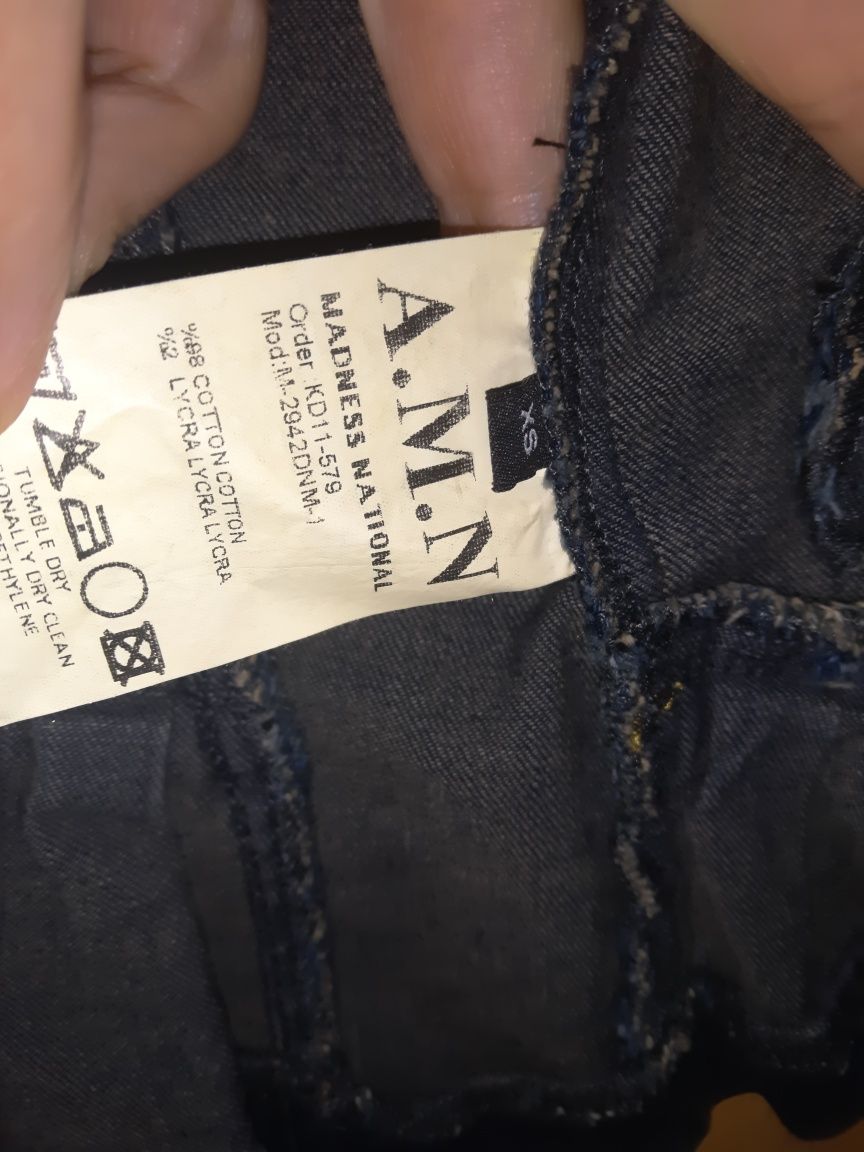 XS
A.M.N
MADNESS NATIONAL
Order :KD11-579
Mod:M-2942DNM-1
%98 COTTON COTTON
%2 LYCRA LYCRA LYCRA
TUMBLE DRY
DRY CLEAN